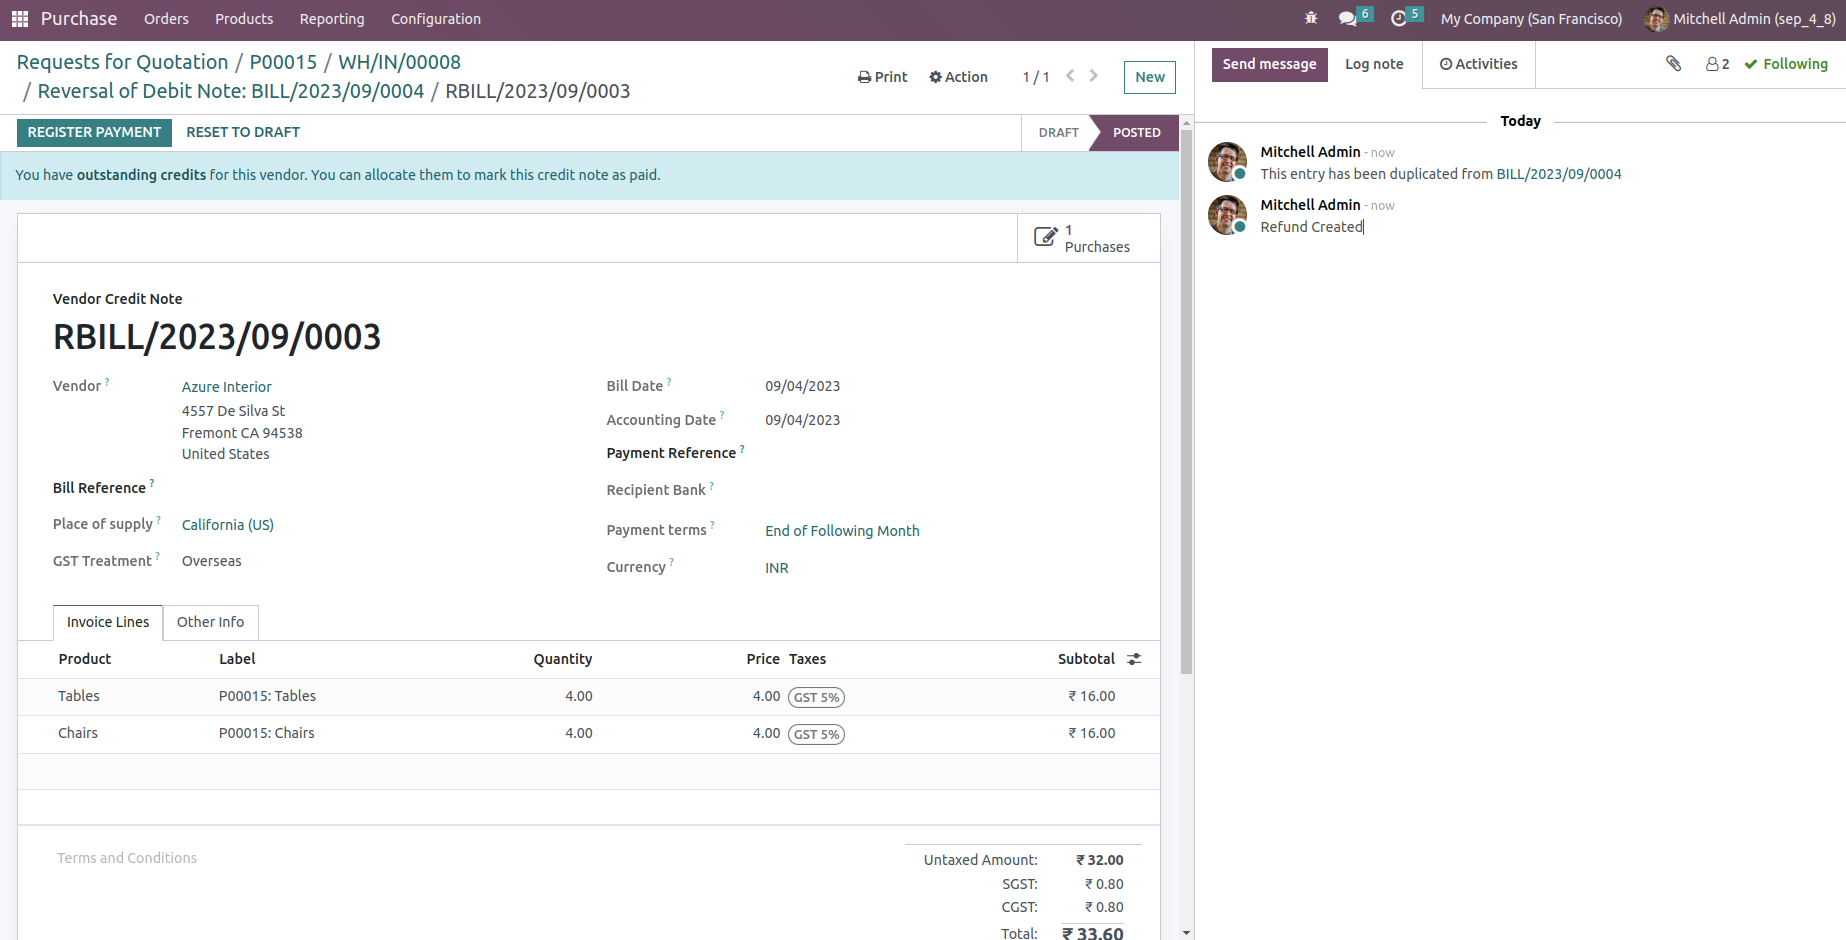 Purchase Orders Products Reporting Configuration 6 5 My Company (San Francisco) Mitchell Admin (sep_4_8)
Requests for Quotation / P00015 / WH/IN/00008
/ Reversal of Debit Note: BILL/2023/09/0004 / RBILL/2023/09/0003
Print Action 1 / 1 New
Send message Log note Activities 2 Following
REGISTER PAYMENT RESET TO DRAFT DRAFT POSTED
You have outstanding credits for this vendor. You can allocate them to mark this credit note as paid.
1
Purchases
Vendor Credit Note
RBILL/2023/09/0003
Vendor ? Azure Interior
4557 De Silva St
Fremont CA 94538
United States
Bill Reference ?
Place of supply ? California (US)
GST Treatment ? Overseas
Bill Date ? 09/04/2023
Accounting Date ? 09/04/2023
Payment Reference ?
Recipient Bank ?
Payment terms ? End of Following Month
Currency ? INR
Invoice Lines Other Info
Product Label Quantity Price Taxes Subtotal
Tables P00015: Tables 4.00 4.00 GST 5% ₹ 16.00
Chairs P00015: Chairs 4.00 4.00 GST 5% ₹ 16.00
Terms and Conditions
Untaxed Amount: ₹ 32.00
SGST: ₹ 0.80
CGST: ₹ 0.80
Total: ₹ 33.60
Today
Mitchell Admin - now
This entry has been duplicated from BILL/2023/09/0004
Mitchell Admin - now
Refund Created